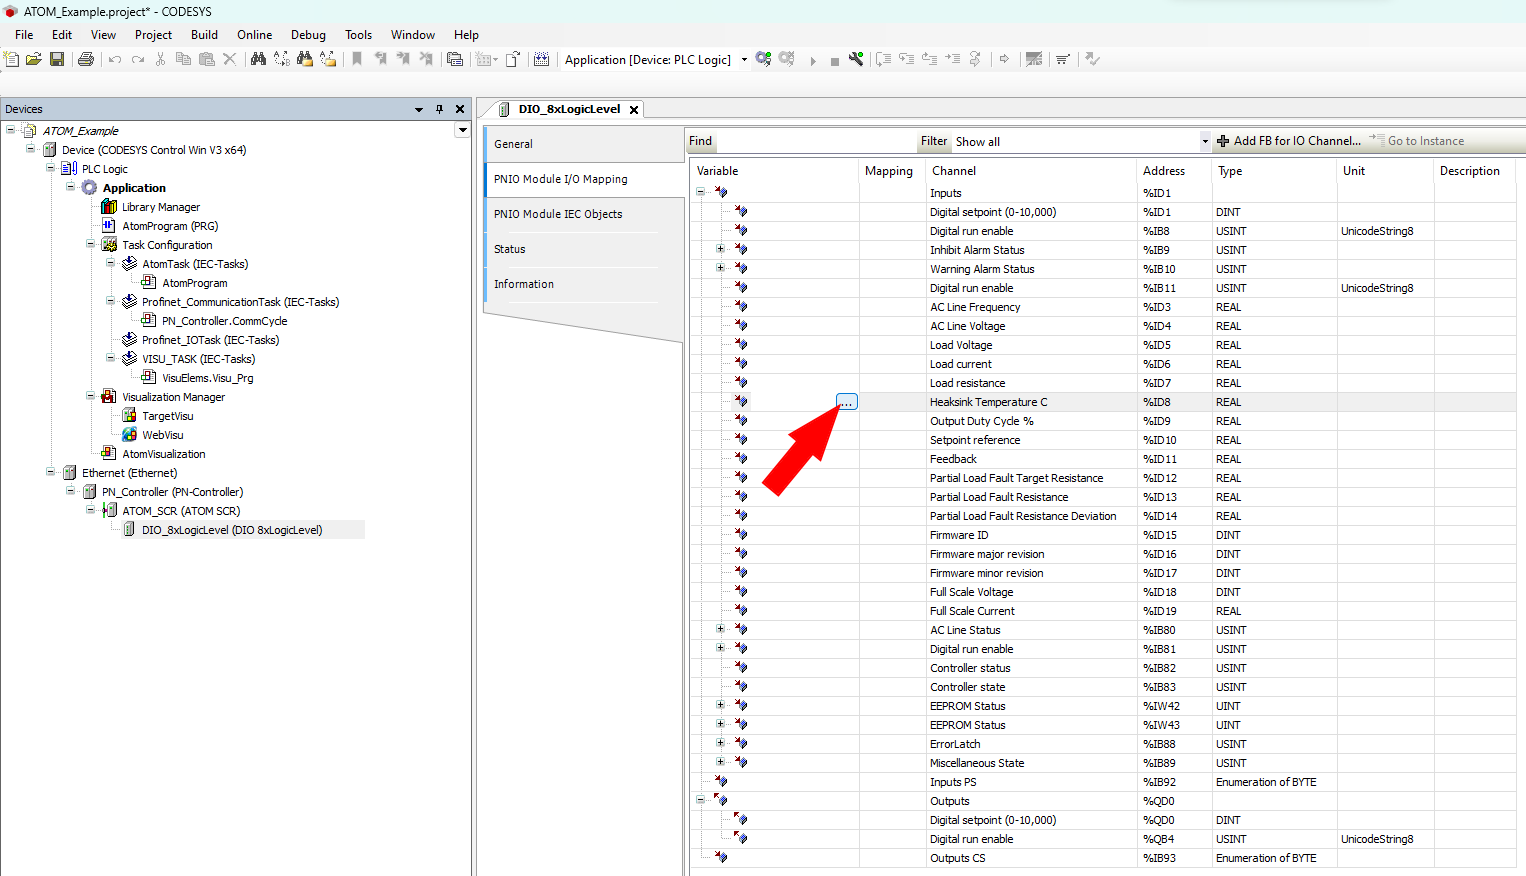 ATOM_Example.project* - CODESYS
File Edit View Project Build Online Debug Tools Window Help
Application [Device: PLC Logic]
Devices
ATOM_Example
Device (CODESYS Control Win V3 x64)
PLC Logic
Application
Library Manager
AtomProgram (PRG)
Task Configuration
AtomTask (IEC-Tasks)
AtomProgram
Profinet_CommunicationTask (IEC-Tasks)
PN_Controller.CommCycle
Profinet_IOTask (IEC-Tasks)
VISU_TASK (IEC-Tasks)
VisuElems.Visu_Prg
Visualization Manager
TargetVisu
WebVisu
AtomVisualization
Ethernet (Ethernet)
PN_Controller (PN-Controller)
ATOM_SCR (ATOM SCR)
DIO_8xLogicLevel (DIO 8xLogicLevel)
DIO_8xLogicLevel
General
PNIO Module I/O Mapping
PNIO Module IEC Objects
Status
Information
Find Filter Show all Add FB for IO Channel... Go to Instance
Variable Mapping Channel Address Type Unit Description
Inputs %ID1
Digital setpoint (0-10,000) %ID1 DINT
Digital run enable %IB8 USINT UnicodeString8
Inhibit Alarm Status %IB9 USINT
Warning Alarm Status %IB10 USINT
Digital run enable %IB11 USINT UnicodeString8
AC Line Frequency %ID3 REAL
AC Line Voltage %ID4 REAL
Load Voltage %ID5 REAL
Load current %ID6 REAL
Load resistance %ID7 REAL
... Heaksink Temperature C %ID8 REAL
Output Duty Cycle % %ID9 REAL
Setpoint reference %ID10 REAL
Feedback %ID11 REAL
Partial Load Fault Target Resistance %ID12 REAL
Partial Load Fault Resistance %ID13 REAL
Partial Load Fault Resistance Deviation %ID14 REAL
Firmware ID %ID15 DINT
Firmware major revision %ID16 DINT
Firmware minor revision %ID17 DINT
Full Scale Voltage %ID18 DINT
Full Scale Current %ID19 REAL
AC Line Status %IB80 USINT
Digital run enable %IB81 USINT
Controller status %IB82 USINT
Controller state %IB83 USINT
EEPROM Status %IW42 UINT
EEPROM Status %IW43 UINT
ErrorLatch %IB88 USINT
Miscellaneous State %IB89 USINT
Inputs PS %IB92 Enumeration of BYTE
Outputs %QD0
Digital setpoint (0-10,000) %QD0 DINT
Digital run enable %QB4 USINT UnicodeString8
Outputs CS %IB93 Enumeration of BYTE